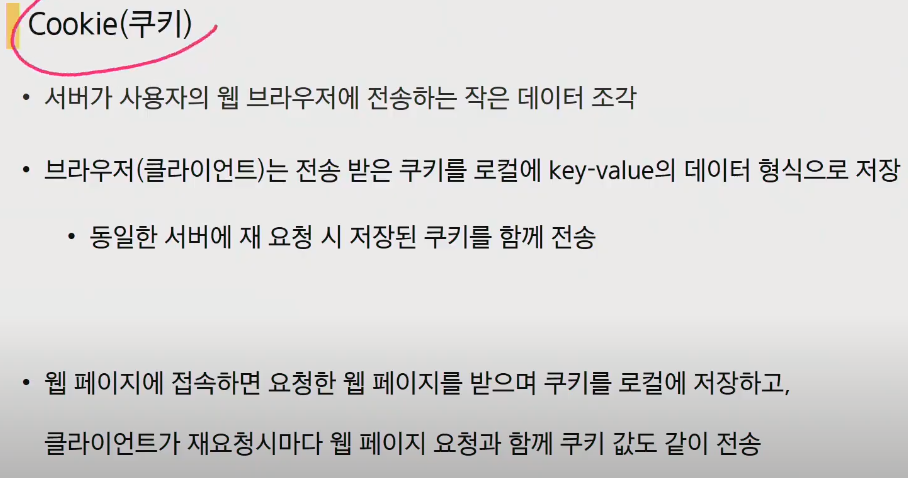 Cookie(쿠키)
• 서버가 사용자의 웹 브라우저에 전송하는 작은 데이터 조각
• 브라우저(클라이언트)는 전송 받은 쿠키를 로컬에 key-value의 데이터 형식으로 저장
• 동일한 서버에 재 요청 시 저장된 쿠키를 함께 전송
• 웹 페이지에 접속하면 요청한 웹 페이지를 받으며 쿠키를 로컬에 저장하고,
클라이언트가 재요청시마다 웹 페이지 요청과 함께 쿠키 값도 같이 전송